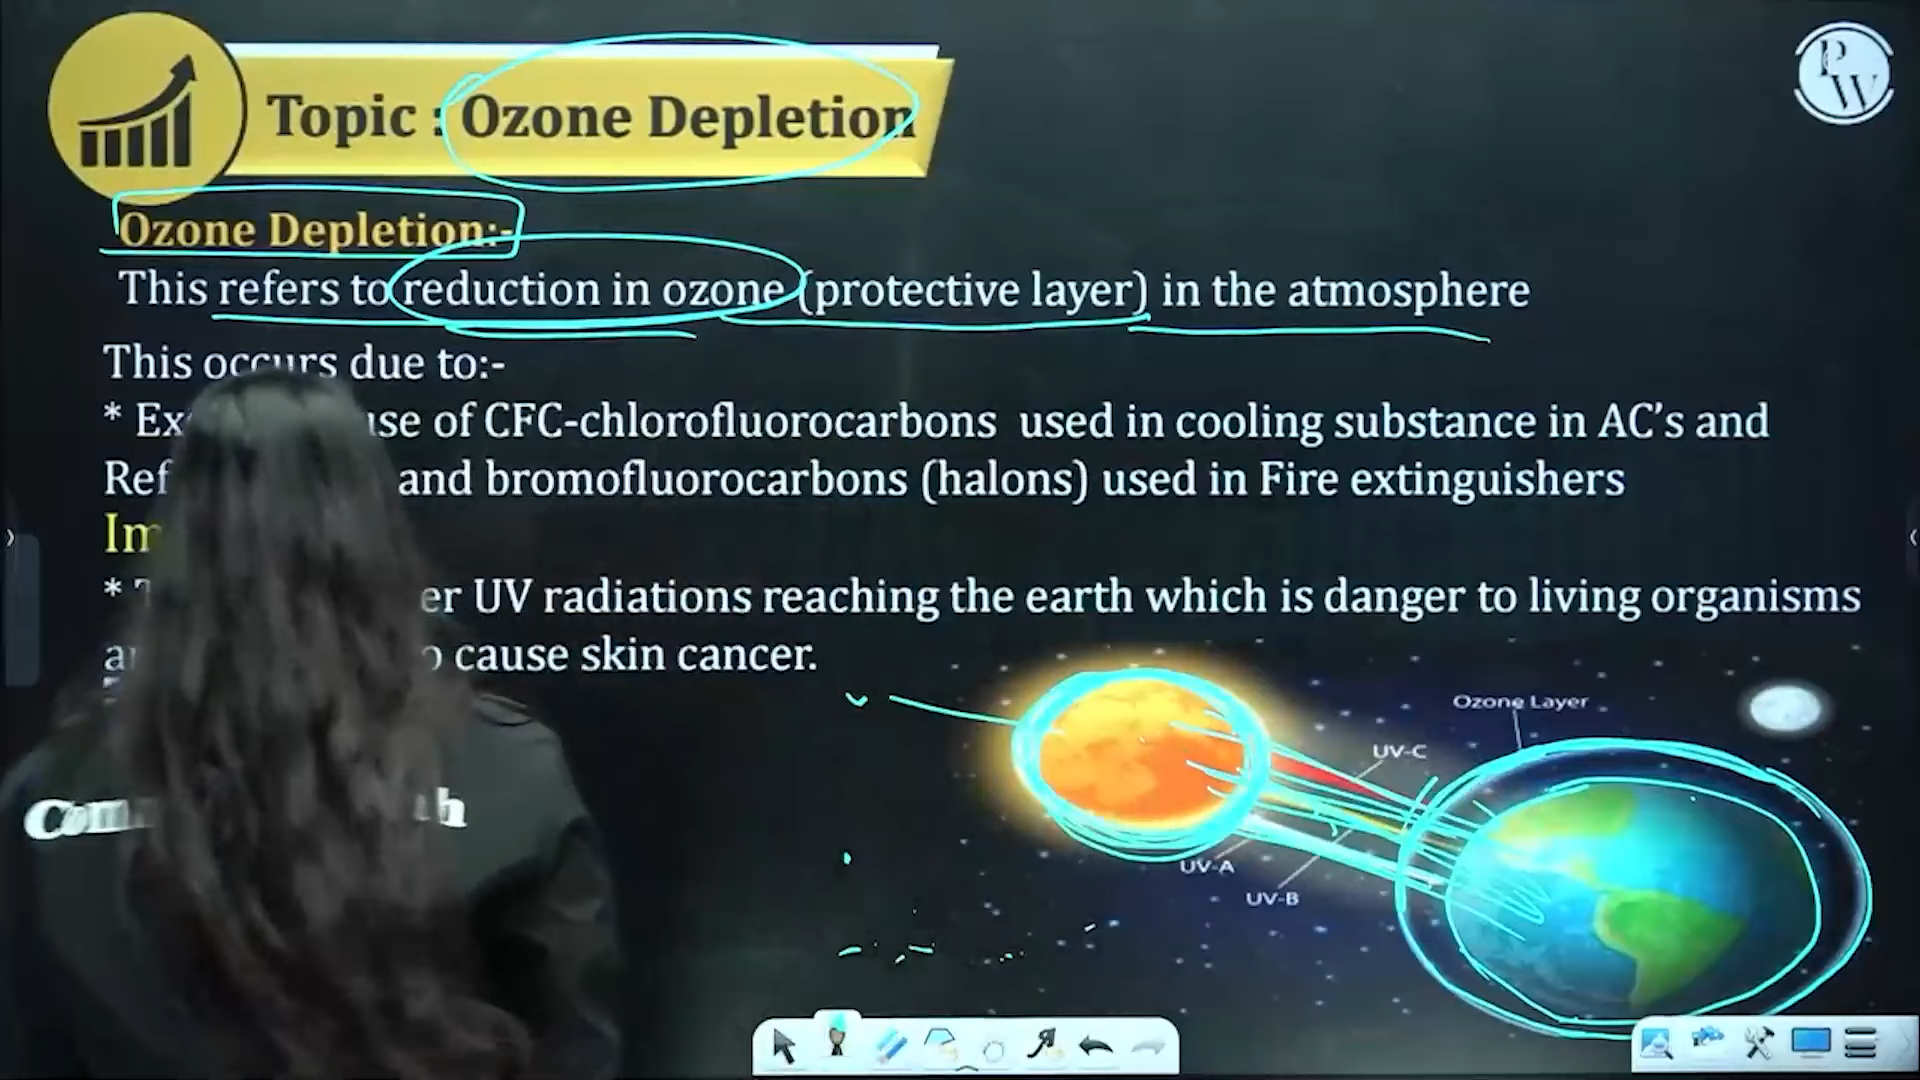 Topic : Ozone Depletion
PW
Ozone Depletion:-
This refers to reduction in ozone (protective layer) in the atmosphere
This occurs due to:-
* use of CFC-chlorofluorocarbons used in cooling substance in AC's and
and bromofluorocarbons (halons) used in Fire extinguishers
* UV radiations reaching the earth which is danger to living organisms
cause skin cancer.
Ozone Layer
UV-C
UV-A
UV-B